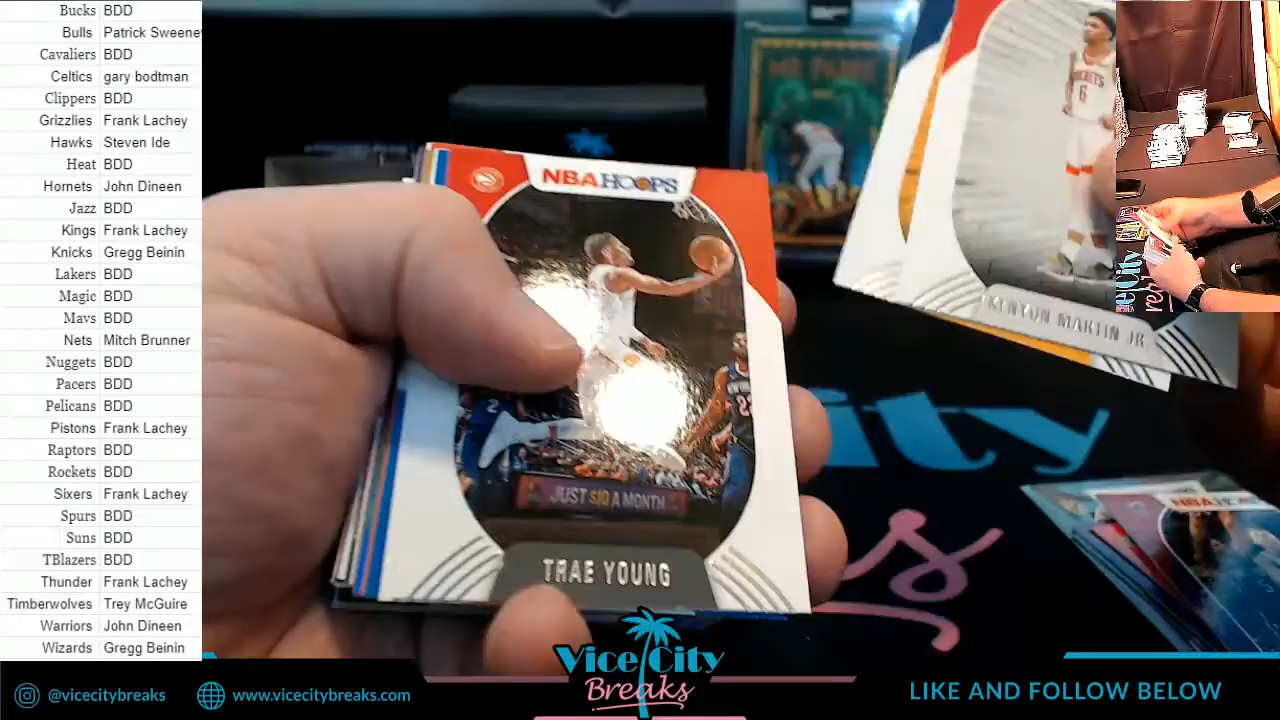 Bucks BDD
Bulls Patrick Sweene
Cavaliers BDD
Celtics gary bodtman
Clippers BDD
Grizzlies Frank Lachey
Hawks Steven Ide
Heat BDD
Hornets John Dineen
Jazz BDD
Kings Frank Lachey
Knicks Gregg Beinin
Lakers BDD
Magic BDD
Mavs BDD
Nets Mitch Brunner
Nuggets BDD
Pacers BDD
Pelicans BDD
Pistons Frank Lachey
Raptors BDD
Rockets BDD
Sixers Frank Lachey
Spurs BDD
Suns BDD
TBlazers BDD
Thunder Frank Lachey
Timberwolves Trey McGuire
Warriors John Dineen
Wizards Gregg Beinin
NBA HOOPS
JUST $10 A MONTH
TRAE YOUNG
ROCKETS
6
KENYON MARTIN JR
City
Vice City
Breaks
@vicecitybreaks
www.vicecitybreaks.com
LIKE AND FOLLOW BELOW